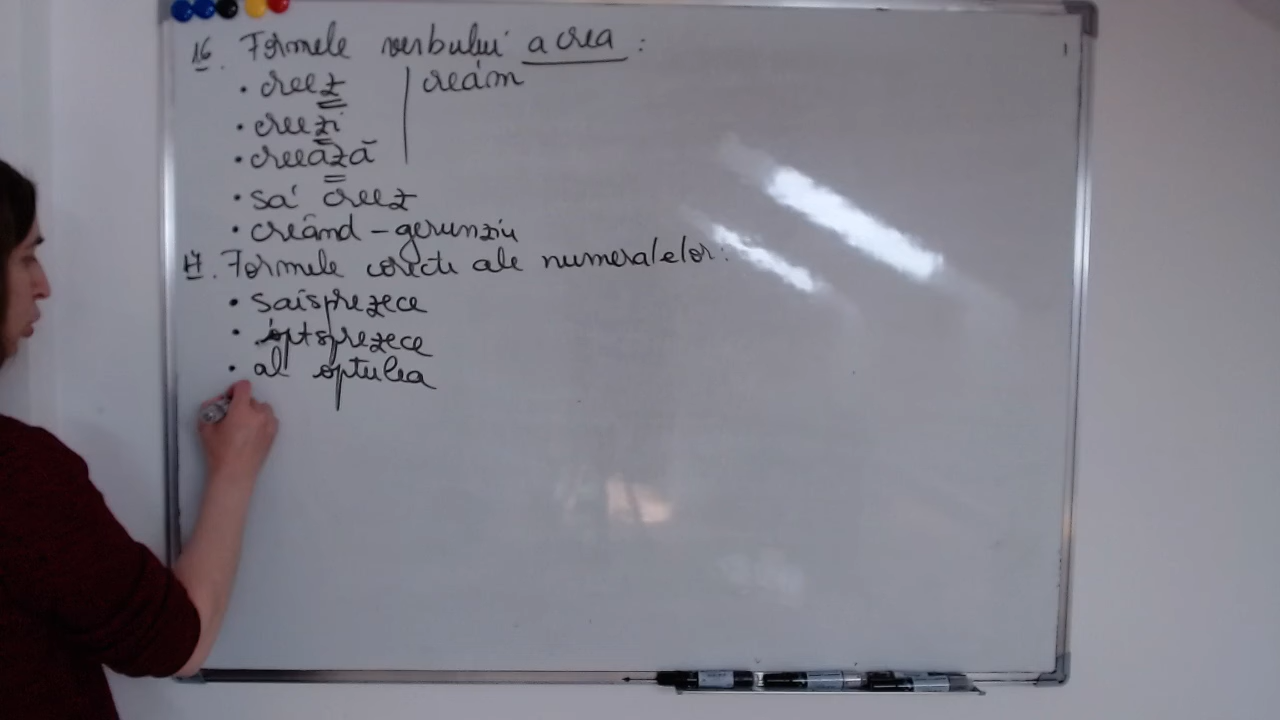 16. Formele verbului a crea :
• creez | creăm
• creezi
• creează
• să creez
• creând - gerunziu
17. Formele corecte ale numeralelor:
• șaisprezece
• optsprezece
• al optulea